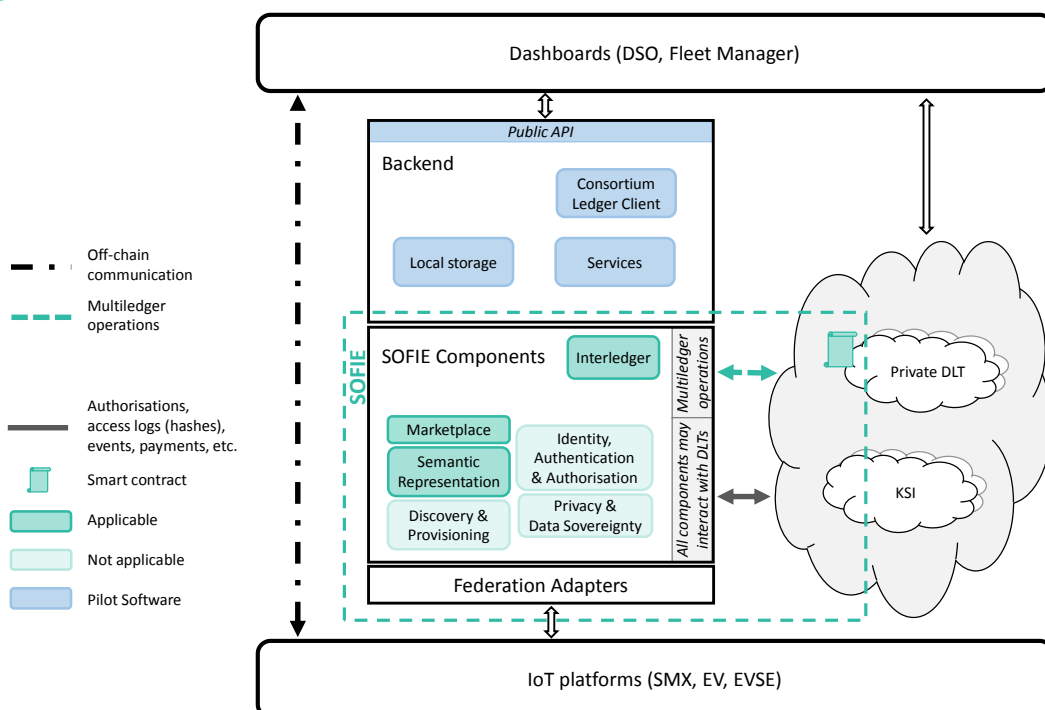 Dashboards (DSO, Fleet Manager)
Public API
Backend
Consortium
Ledger Client
Local storage
Services
Off-chain
communication
Multiledger
operations
Authorisations,
access logs (hashes),
events, payments, etc.
Smart contract
Applicable
Not applicable
Pilot Software
SOFIE
SOFIE Components
Interledger
Marketplace
Semantic
Representation
Discovery &
Provisioning
Identity,
Authentication
& Authorisation
Privacy &
Data Sovereignty
Multiledger
operations
All components may
interact with DLTs
Private DLT
KSI
Federation Adapters
IoT platforms (SMX, EV, EVSE)